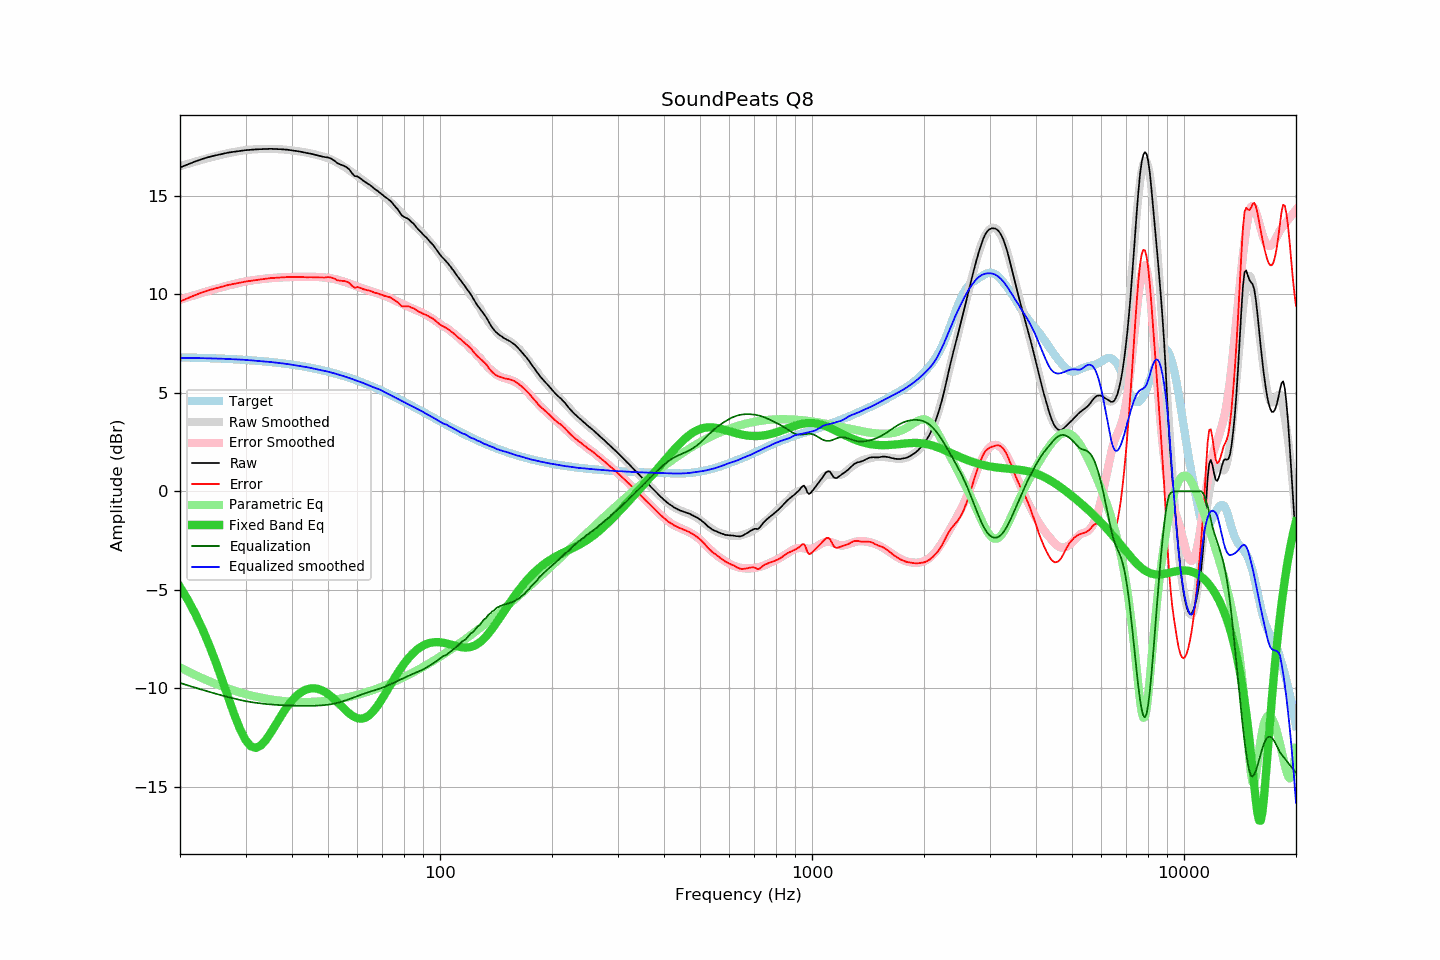 SoundPeats Q8
Amplitude (dBr)
15
10
5
0
−5
−10
−15
Target
Raw Smoothed
Error Smoothed
Raw
Error
Parametric Eq
Fixed Band Eq
Equalization
Equalized smoothed
100
1000
10000
Frequency (Hz)